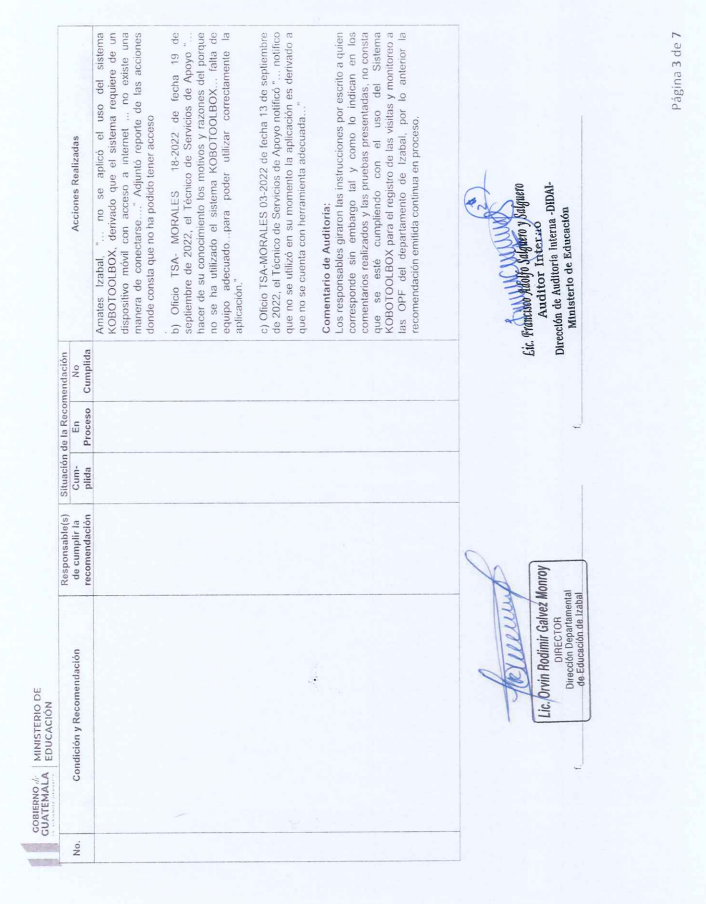 GOBIERNO de
GUATEMALA
MINISTERIO DE
EDUCACIÓN
No.
Condición y Recomendación
Responsable(s)
de cumplir la
recomendación
Situación de la Recomendación
Cum-
plida
En
Proceso
No
Cumplida
Acciones Realizadas
Amates Izabal, "... no se aplicó el uso del sistema
KOBOTOOLBOX, derivado que el sistema requiere de un
dispositivo móvil con acceso a internet ... no existe una
manera de conectarse...." Adjuntó reporte de las acciones
donde consta que no ha podido tener acceso
b) Oficio TSA- MORALES 18-2022 de fecha 19 de
septiembre de 2022, el Técnico de Servicios de Apoyo "...
hacer de su conocimiento los motivos y razones del porque
no se ha utilizado el sistema KOBOTOOLBOX... falta de
equipo adecuado...para poder utilizar correctamente la
aplicación."
c) Oficio TSA-MORALES 03-2022 de fecha 13 de septiembre
de 2022, el Técnico de Servicios de Apoyo notificó "... notifico
que no se utilizó en su momento la aplicación es derivado a
que no se cuenta con herramienta adecuada..."
Comentario de Auditoria:
Los responsables giraron las instrucciones por escrito a quien
corresponde sin embargo tal y como lo indican en los
comentarios realizados y las pruebas presentadas, no consta
que se esté cumpliendo con el uso del Sistema
KOBOTOOLBOX para el registro de las visitas y monitoreo a
las OPF del departamento de Izabal, por lo anterior la
recomendación emitida continua en proceso.
f.
Lic. Orvin Rodimir Galvez Monroy
DIRECTOR
Dirección Departamental
de Educación de Izabal
f.
Lic. Francisco Adolfo Salguero y Salguero
Auditor Interno
Dirección de Auditoría Interna -DIDAI-
Ministerio de Educación
Página 3 de 7